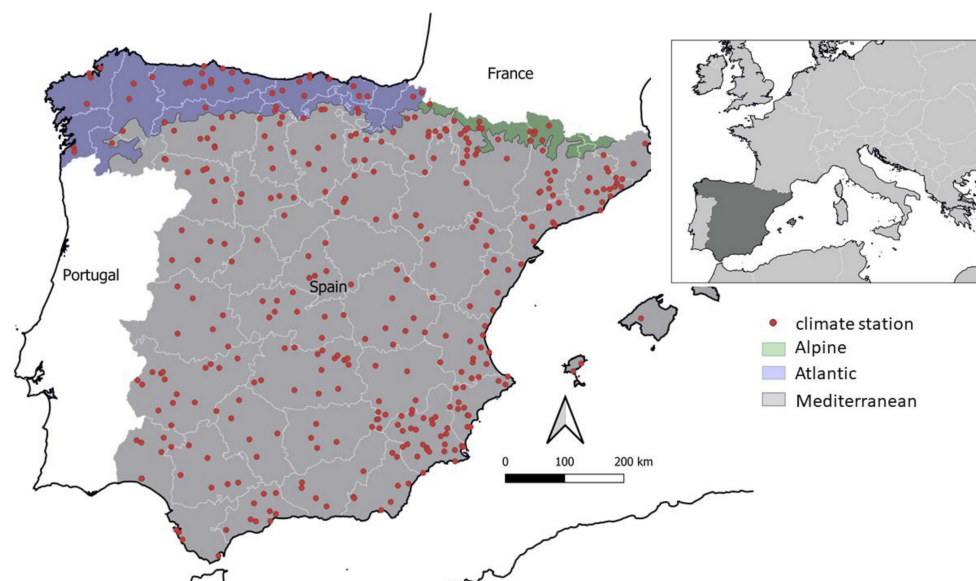 France
Portugal
Spain
climate station
Alpine
Atlantic
Mediterranean
0 100 200 km